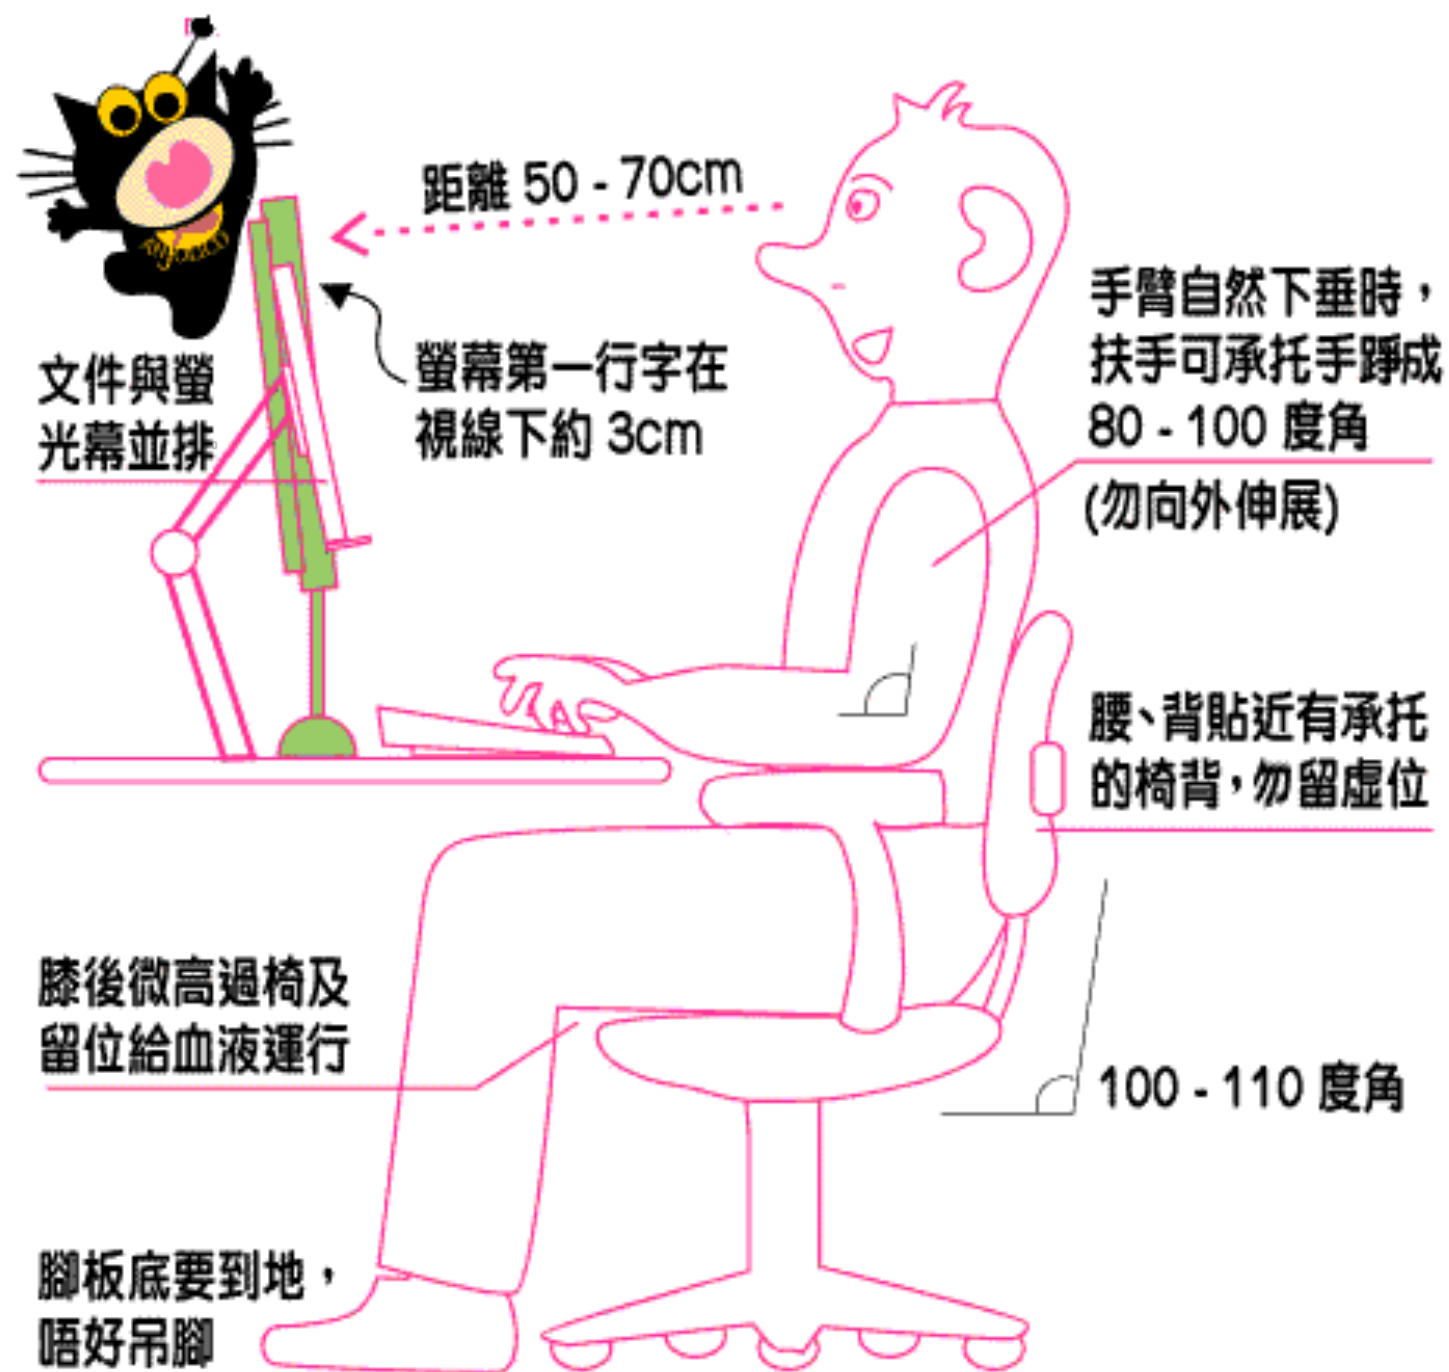 距離 50 - 70cm
手臂自然下垂時，
扶手可承托手踭成
80 - 100 度角
(勿向外伸展)
文件與螢
光幕並排
螢幕第一行字在
視線下約 3cm
腰、背貼近有承托
的椅背，勿留虛位
膝後微高過椅及
留位給血液運行
100 - 110 度角
腳板底要到地，
唔好吊腳